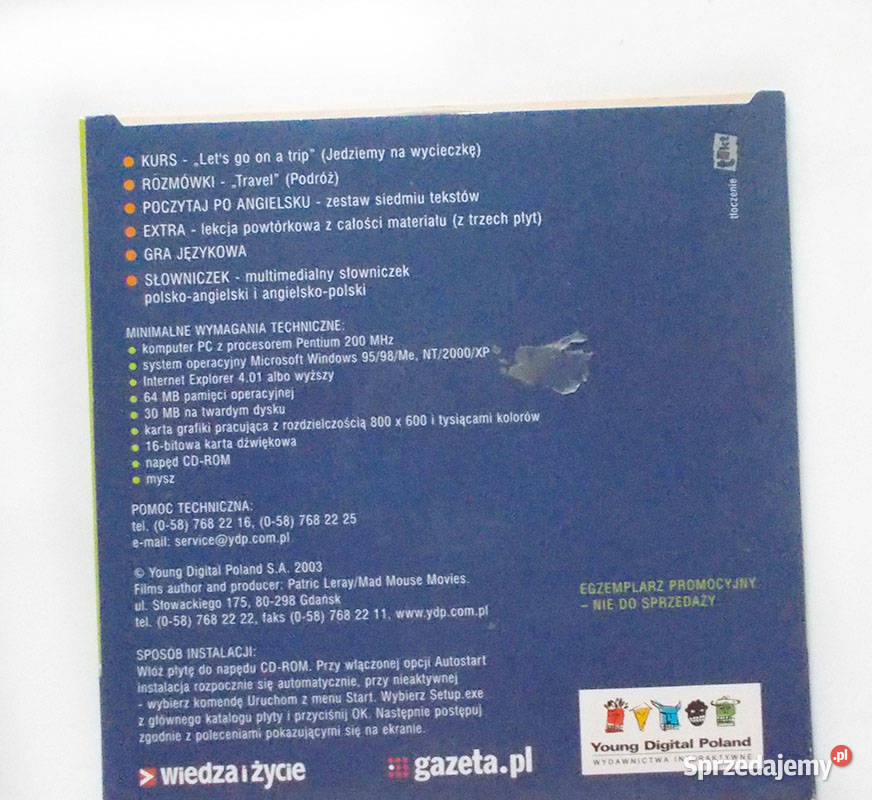 KURS - „Let's go on a trip” (Jedziemy na wycieczkę)
ROZMÓWKI - „Travel” (Podróż)
POCZYTAJ PO ANGIELSKU - zestaw siedmiu tekstów
EXTRA - lekcja powtórkowa z całości materiału (z trzech płyt)
GRA JĘZYKOWA
SŁOWNICZEK - multimedialny słowniczek
polsko-angielski i angielsko-polski
tłoczenie takt
MINIMALNE WYMAGANIA TECHNICZNE:
komputer PC z procesorem Pentium 200 MHz
system operacyjny Microsoft Windows 95/98/Me, NT/2000/XP
Internet Explorer 4.01 albo wyższy
64 MB pamięci operacyjnej
30 MB na twardym dysku
karta grafiki pracująca z rozdzielczością 800 x 600 i tysiącami kolorów
16-bitowa karta dźwiękowa
napęd CD-ROM
mysz
POMOC TECHNICZNA:
tel. (0-58) 768 22 16, (0-58) 768 22 25
e-mail: service@ydp.com.pl
© Young Digital Poland S.A. 2003
Films author and producer: Patric Leray/Mad Mouse Movies.
ul. Słowackiego 175, 80-298 Gdańsk
tel. (0-58) 768 22 22, faks (0-58) 768 22 11, www.ydp.com.pl
EGZEMPLARZ PROMOCYJNY
– NIE DO SPRZEDAŻY
SPOSÓB INSTALACJI:
Włóż płytę do napędu CD-ROM. Przy włączonej opcji Autostart
instalacja rozpocznie się automatycznie, przy nieaktywnej
- wybierz komendę Uruchom z menu Start. Wybierz Setup.exe
z głównego katalogu płyty i przyciśnij OK. Następnie postępuj
zgodnie z poleceniami pokazującymi się na ekranie.
wiedza i życie
gazeta.pl
Young Digital Poland
WYDAWNICTWA INTERAKTYWNE
Sprzedajemy.pl